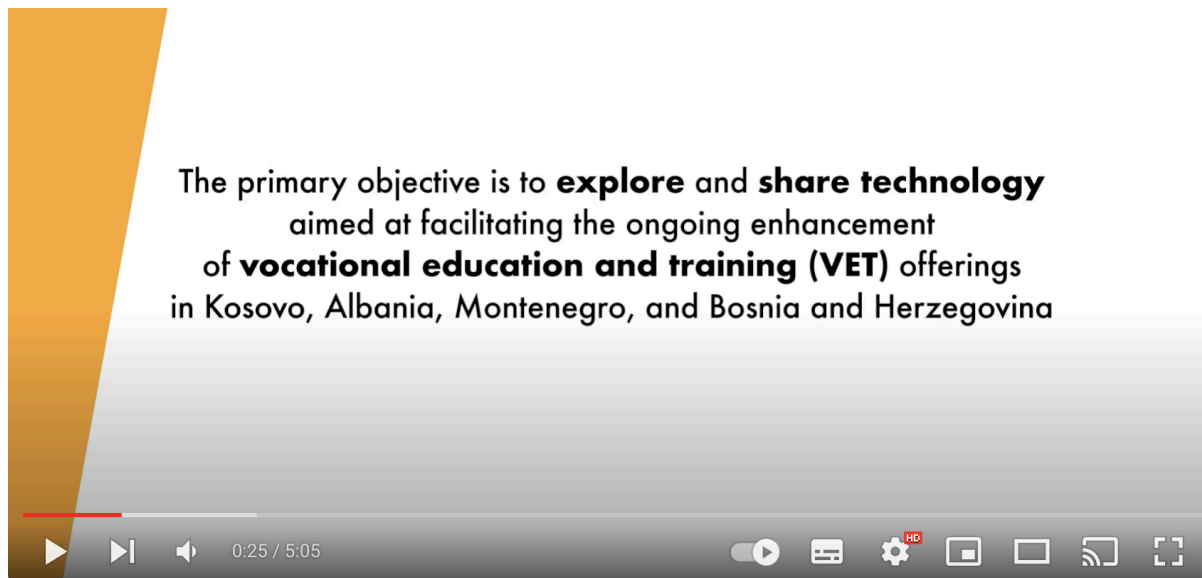 The primary objective is to explore and share technology
aimed at facilitating the ongoing enhancement
of vocational education and training (VET) offerings
in Kosovo, Albania, Montenegro, and Bosnia and Herzegovina
0:25 / 5:05
HD